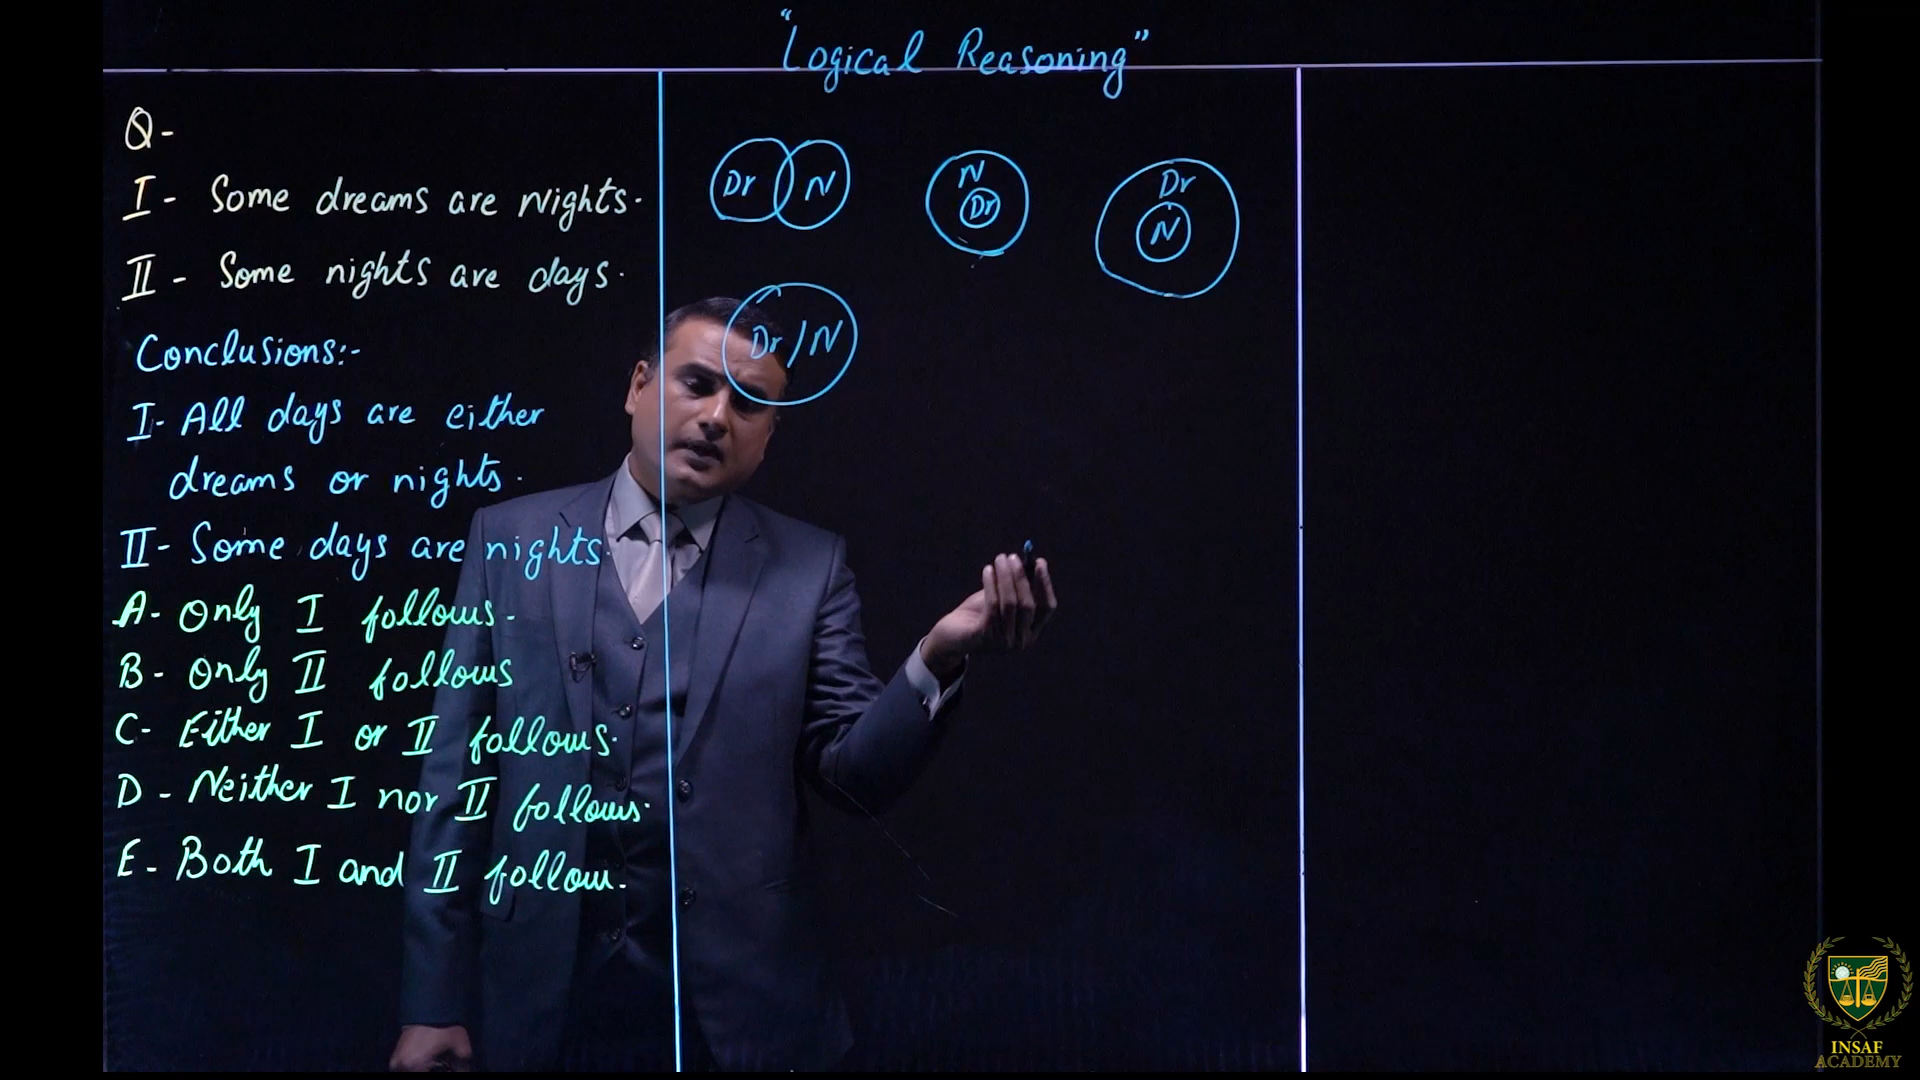 "Logical Reasoning"
Q-
I- Some dreams are Nights.
II- Some nights are days.
Conclusions:-
I- All days are either
dreams or nights.
II- Some days are nights.
A- Only I follows.
B- Only II follows
C- Either I or II follows.
D- Neither I nor II follows.
E- Both I and II follow.
Dr N
N
Dr
Dr
N
Dr/N
INSAF
ACADEMY